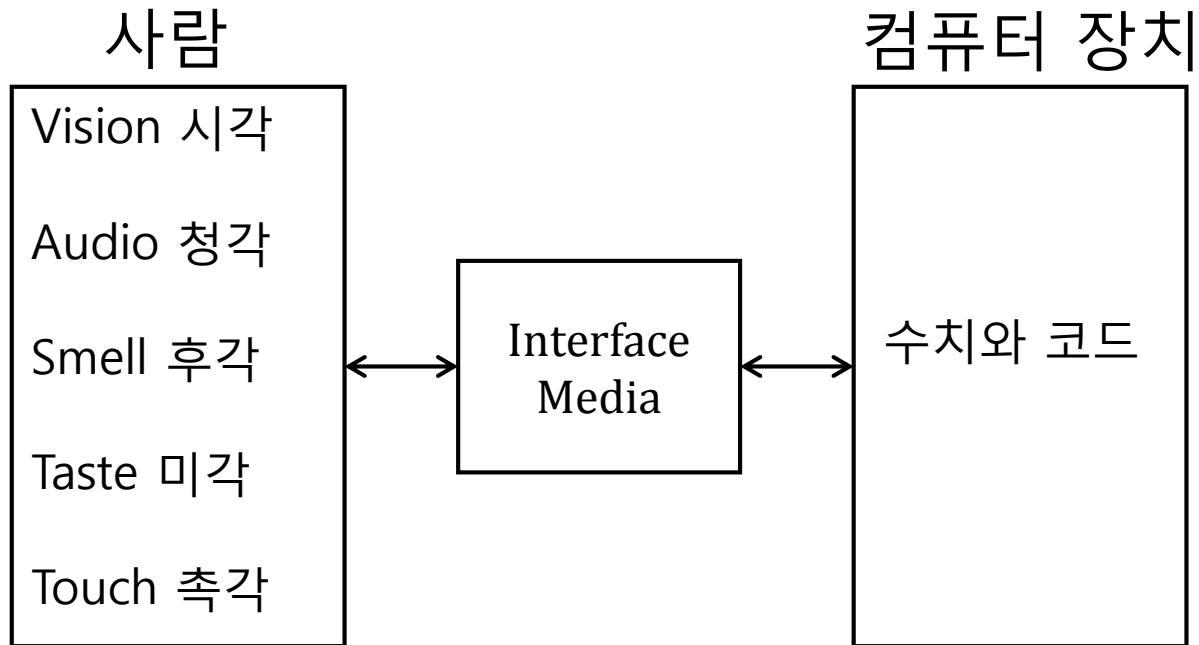 사람
Vision 시각
Audio 청각
Smell 후각
Taste 미각
Touch 촉각
Interface
Media
컴퓨터 장치
수치와 코드